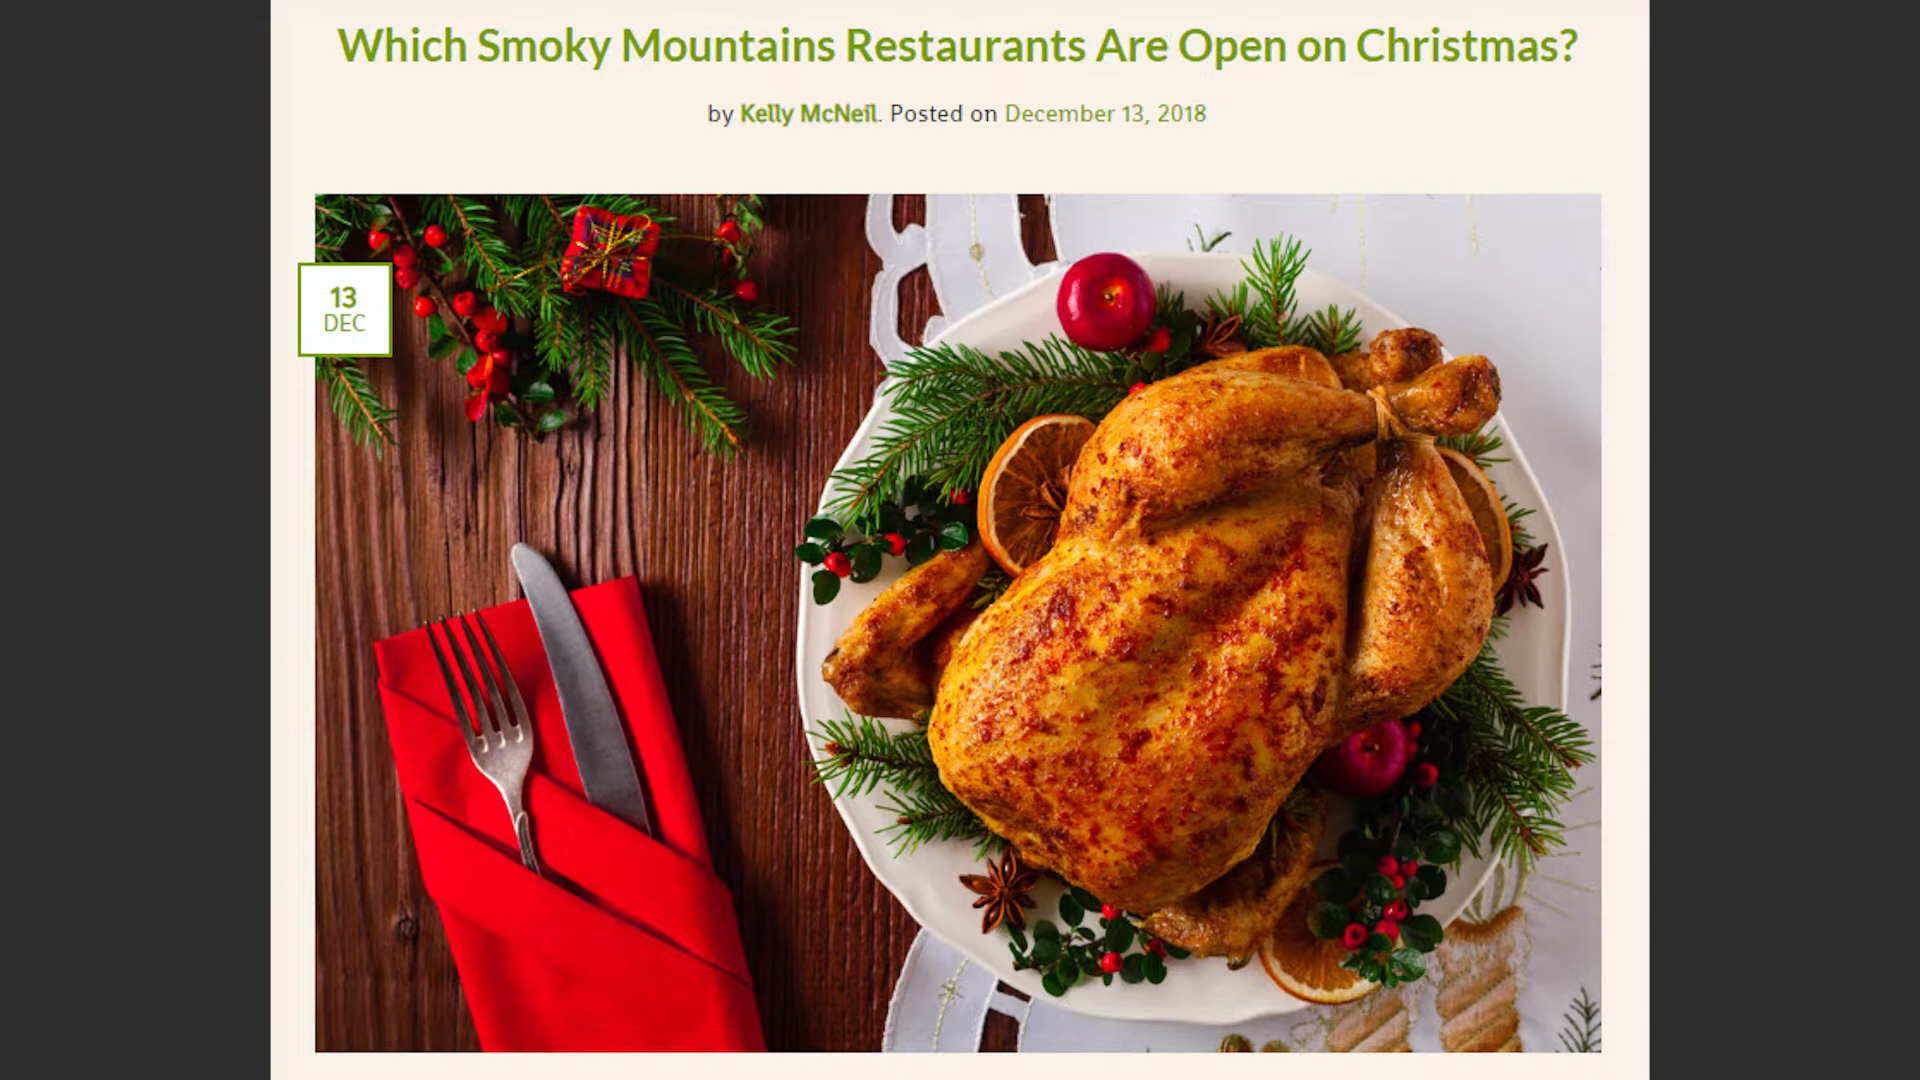 Which Smoky Mountains Restaurants Are Open on Christmas?
by Kelly McNeil. Posted on December 13, 2018
13
DEC